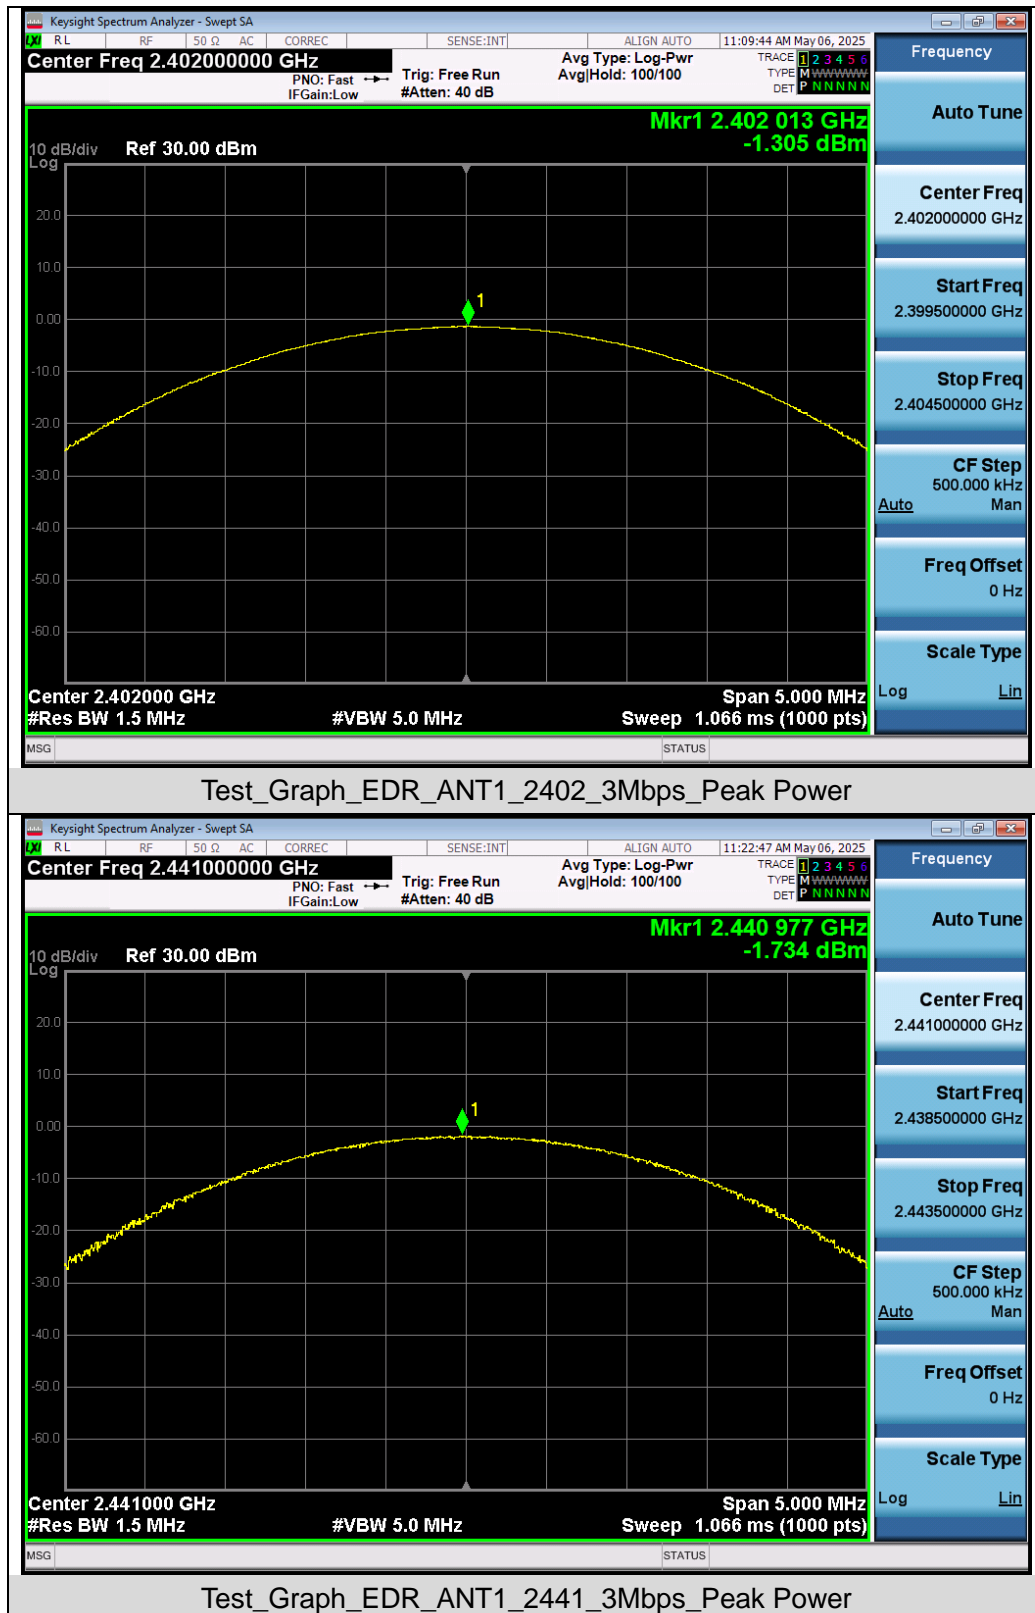 Keysight Spectrum Analyzer - Swept SA
LXI RL RF 50 Ω AC CORREC SENSE:INT ALIGN AUTO 11:09:44 AM May 06, 2025
Center Freq 2.402000000 GHz
PNO: Fast
IFGain:Low
Trig: Free Run
#Atten: 40 dB
Avg Type: Log-Pwr
Avg|Hold: 100/100
TRACE 1 2 3 4 5 6
TYPE M W W W W W
DET P N N N N N
Mkr1 2.402 013 GHz
-1.305 dBm
10 dB/div Ref 30.00 dBm
Log
20.0
10.0
1
0.00
-10.0
-20.0
-30.0
-40.0
-50.0
-60.0
Center 2.402000 GHz Span 5.000 MHz
#Res BW 1.5 MHz #VBW 5.0 MHz Sweep 1.066 ms (1000 pts)
MSG STATUS
Frequency
Auto Tune
Center Freq
2.402000000 GHz
Start Freq
2.399500000 GHz
Stop Freq
2.404500000 GHz
CF Step
500.000 kHz
Auto Man
Freq Offset
0 Hz
Scale Type
Log Lin
Test_Graph_EDR_ANT1_2402_3Mbps_Peak Power
Keysight Spectrum Analyzer - Swept SA
LXI RL RF 50 Ω AC CORREC SENSE:INT ALIGN AUTO 11:22:47 AM May 06, 2025
Center Freq 2.441000000 GHz
PNO: Fast
IFGain:Low
Trig: Free Run
#Atten: 40 dB
Avg Type: Log-Pwr
Avg|Hold: 100/100
TRACE 1 2 3 4 5 6
TYPE M W W W W W
DET P N N N N N
Mkr1 2.440 977 GHz
-1.734 dBm
10 dB/div Ref 30.00 dBm
Log
20.0
10.0
1
0.00
-10.0
-20.0
-30.0
-40.0
-50.0
-60.0
Center 2.441000 GHz Span 5.000 MHz
#Res BW 1.5 MHz #VBW 5.0 MHz Sweep 1.066 ms (1000 pts)
MSG STATUS
Frequency
Auto Tune
Center Freq
2.441000000 GHz
Start Freq
2.438500000 GHz
Stop Freq
2.443500000 GHz
CF Step
500.000 kHz
Auto Man
Freq Offset
0 Hz
Scale Type
Log Lin
Test_Graph_EDR_ANT1_2441_3Mbps_Peak Power